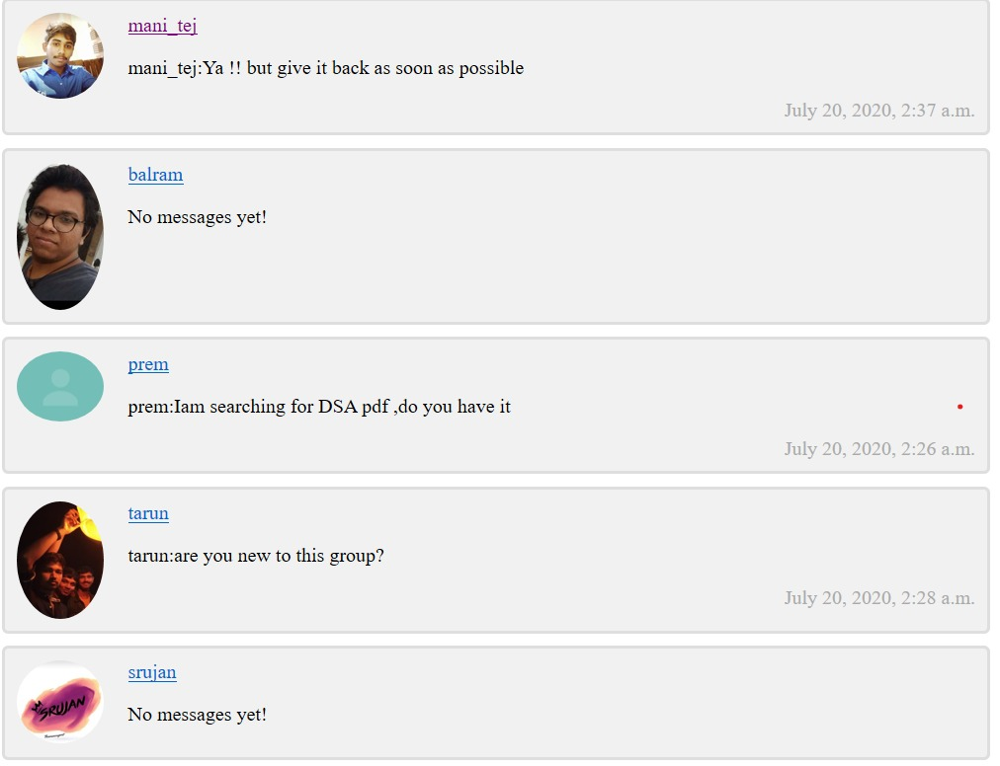 mani_tej
mani_tej:Ya !! but give it back as soon as possible
July 20, 2020, 2:37 a.m.
balram
No messages yet!
prem
prem:Iam searching for DSA pdf ,do you have it
July 20, 2020, 2:26 a.m.
tarun
tarun:are you new to this group?
July 20, 2020, 2:28 a.m.
srujan
SRUJAN
No messages yet!